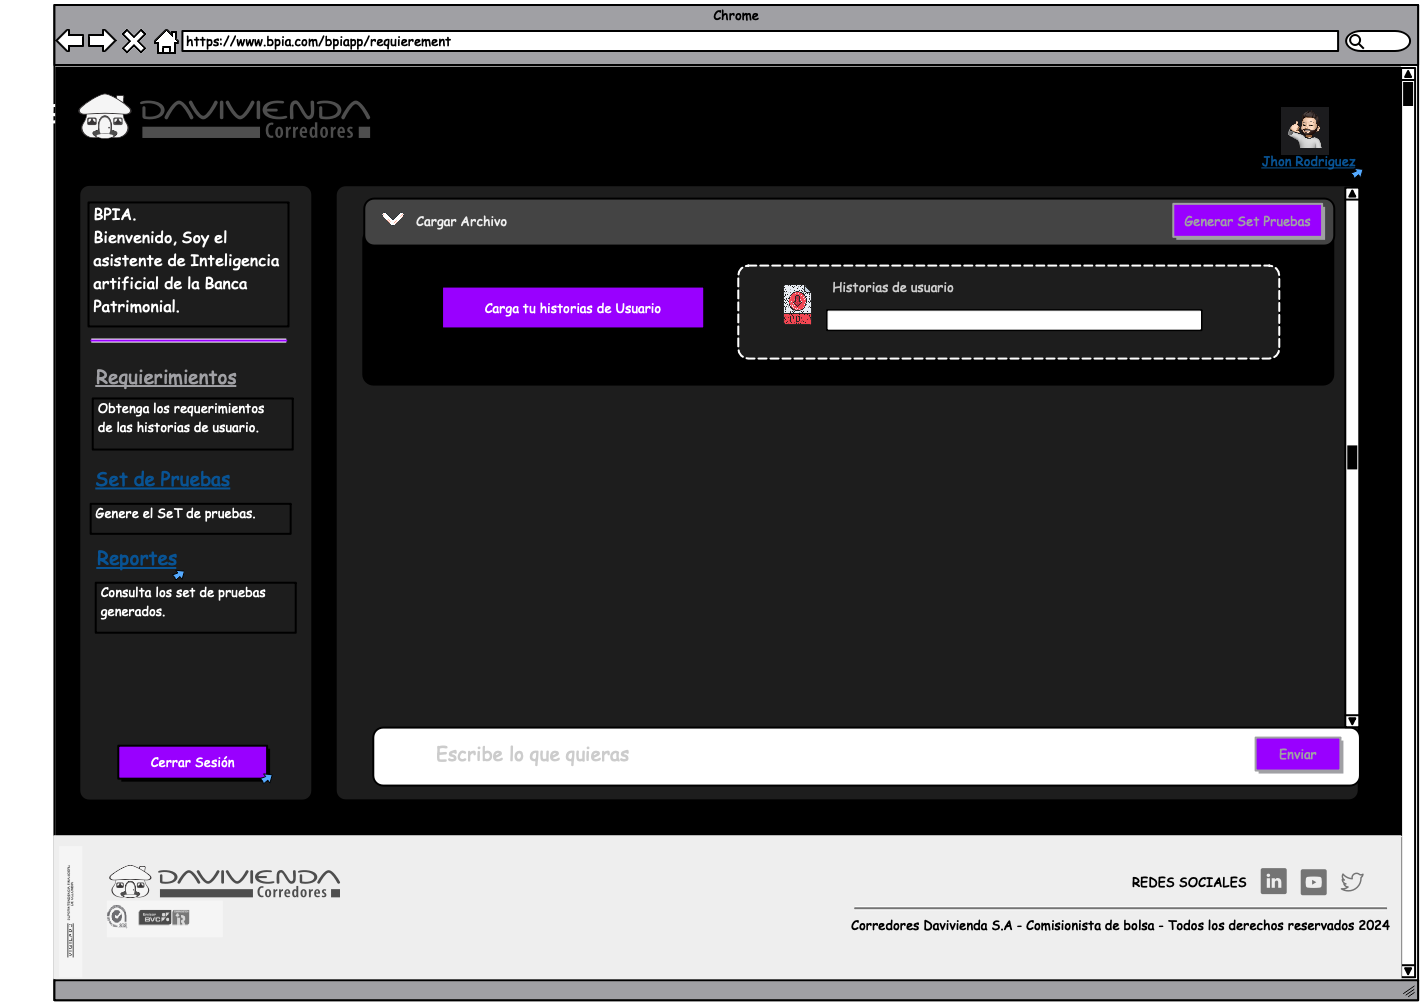 Chrome
https://www.bpia.com/bpiapp/requierement
DAVIVIENDA
Corredores
Jhon Rodriguez
BPIA.
Bienvenido, Soy el
asistente de Inteligencia
artificial de la Banca
Patrimonial.
Requierimientos
Obtenga los requerimientos
de las historias de usuario.
Set de Pruebas
Genere el SeT de pruebas.
Reportes
Consulta los set de pruebas
generados.
Cerrar Sesión
Cargar Archivo
Generar Set Pruebas
Carga tu historias de Usuario
Historias de usuario
Escribe lo que quieras
Enviar
VIGILADO
DAVIVIENDA
Corredores
BVC
IR
REDES SOCIALES
in
Corredores Davivienda S.A - Comisionista de bolsa - Todos los derechos reservados 2024